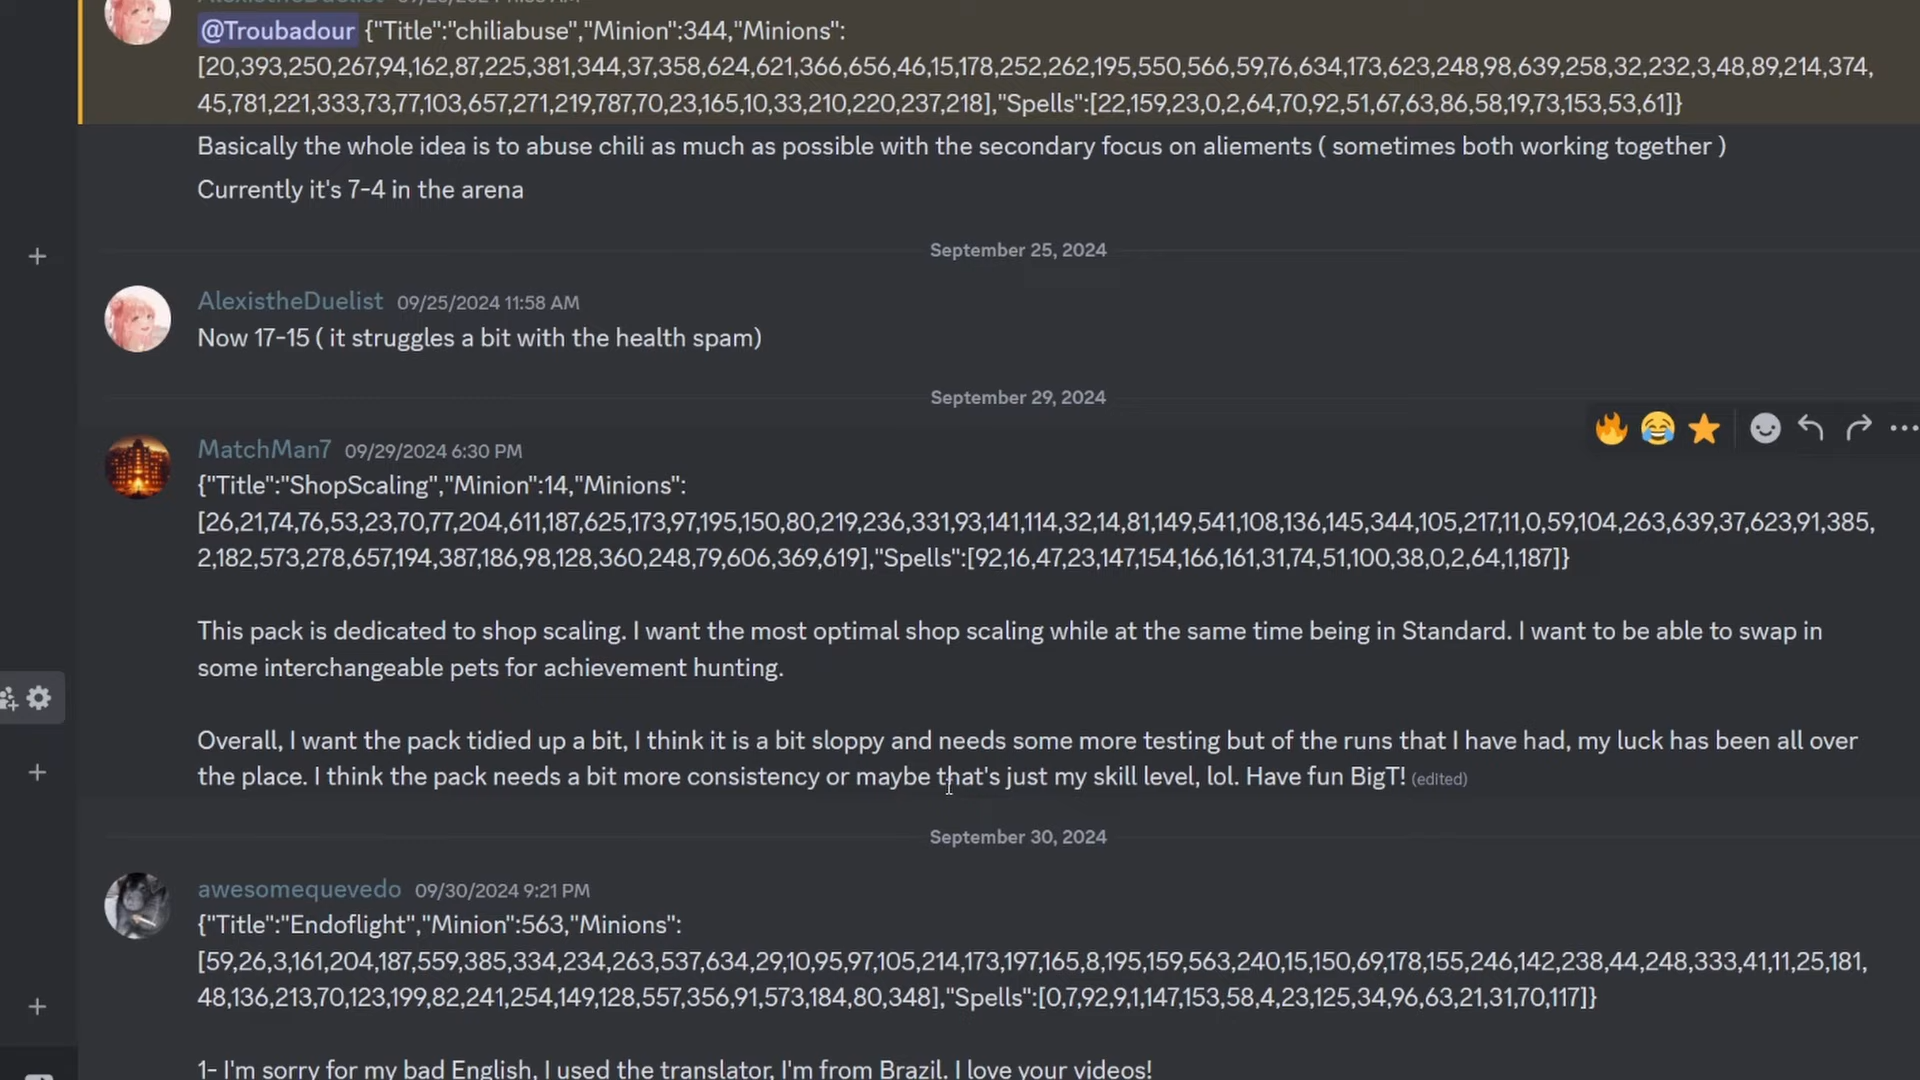 @Troubadour {"Title":"chiliabuse","Minion":344,"Minions":
[20,393,250,267,94,162,87,225,381,344,37,358,624,621,366,656,46,15,178,252,262,195,550,566,59,76,634,173,623,248,98,639,258,32,232,3,48,89,214,374,
45,781,221,333,73,77,103,657,271,219,787,70,23,165,10,33,210,220,237,218],"Spells":[22,159,23,0,2,64,70,92,51,67,63,86,58,19,73,153,53,61]}
Basically the whole idea is to abuse chili as much as possible with the secondary focus on aliements ( sometimes both working together )
Currently it's 7-4 in the arena
September 25, 2024
AlexistheDuelist 09/25/2024 11:58 AM
Now 17-15 ( it struggles a bit with the health spam)
September 29, 2024
MatchMan7 09/29/2024 6:30 PM
{"Title":"ShopScaling","Minion":14,"Minions":
[26,21,74,76,53,23,70,77,204,611,187,625,173,97,195,150,80,219,236,331,93,141,114,32,14,81,149,541,108,136,145,344,105,217,11,0,59,104,263,639,37,623,91,385,
2,182,573,278,657,194,387,186,98,128,360,248,79,606,369,619],"Spells":[92,16,47,23,147,154,166,161,31,74,51,100,38,0,2,64,1,187]}
This pack is dedicated to shop scaling. I want the most optimal shop scaling while at the same time being in Standard. I want to be able to swap in
some interchangeable pets for achievement hunting.
Overall, I want the pack tidied up a bit, I think it is a bit sloppy and needs some more testing but of the runs that I have had, my luck has been all over
the place. I think the pack needs a bit more consistency or maybe that's just my skill level, lol. Have fun BigT! (edited)
September 30, 2024
awesomequevedo 09/30/2024 9:21 PM
{"Title":"Endoflight","Minion":563,"Minions":
[59,26,3,161,204,187,559,385,334,234,263,537,634,29,10,95,97,105,214,173,197,165,8,195,159,563,240,15,150,69,178,155,246,142,238,44,248,333,41,11,25,181,
48,136,213,70,123,199,82,241,254,149,128,557,356,91,573,184,80,348],"Spells":[0,7,92,9,1,147,153,58,4,23,125,34,96,63,21,31,70,117]}
1- I'm sorry for my bad English, I used the translator, I'm from Brazil. I love your videos!